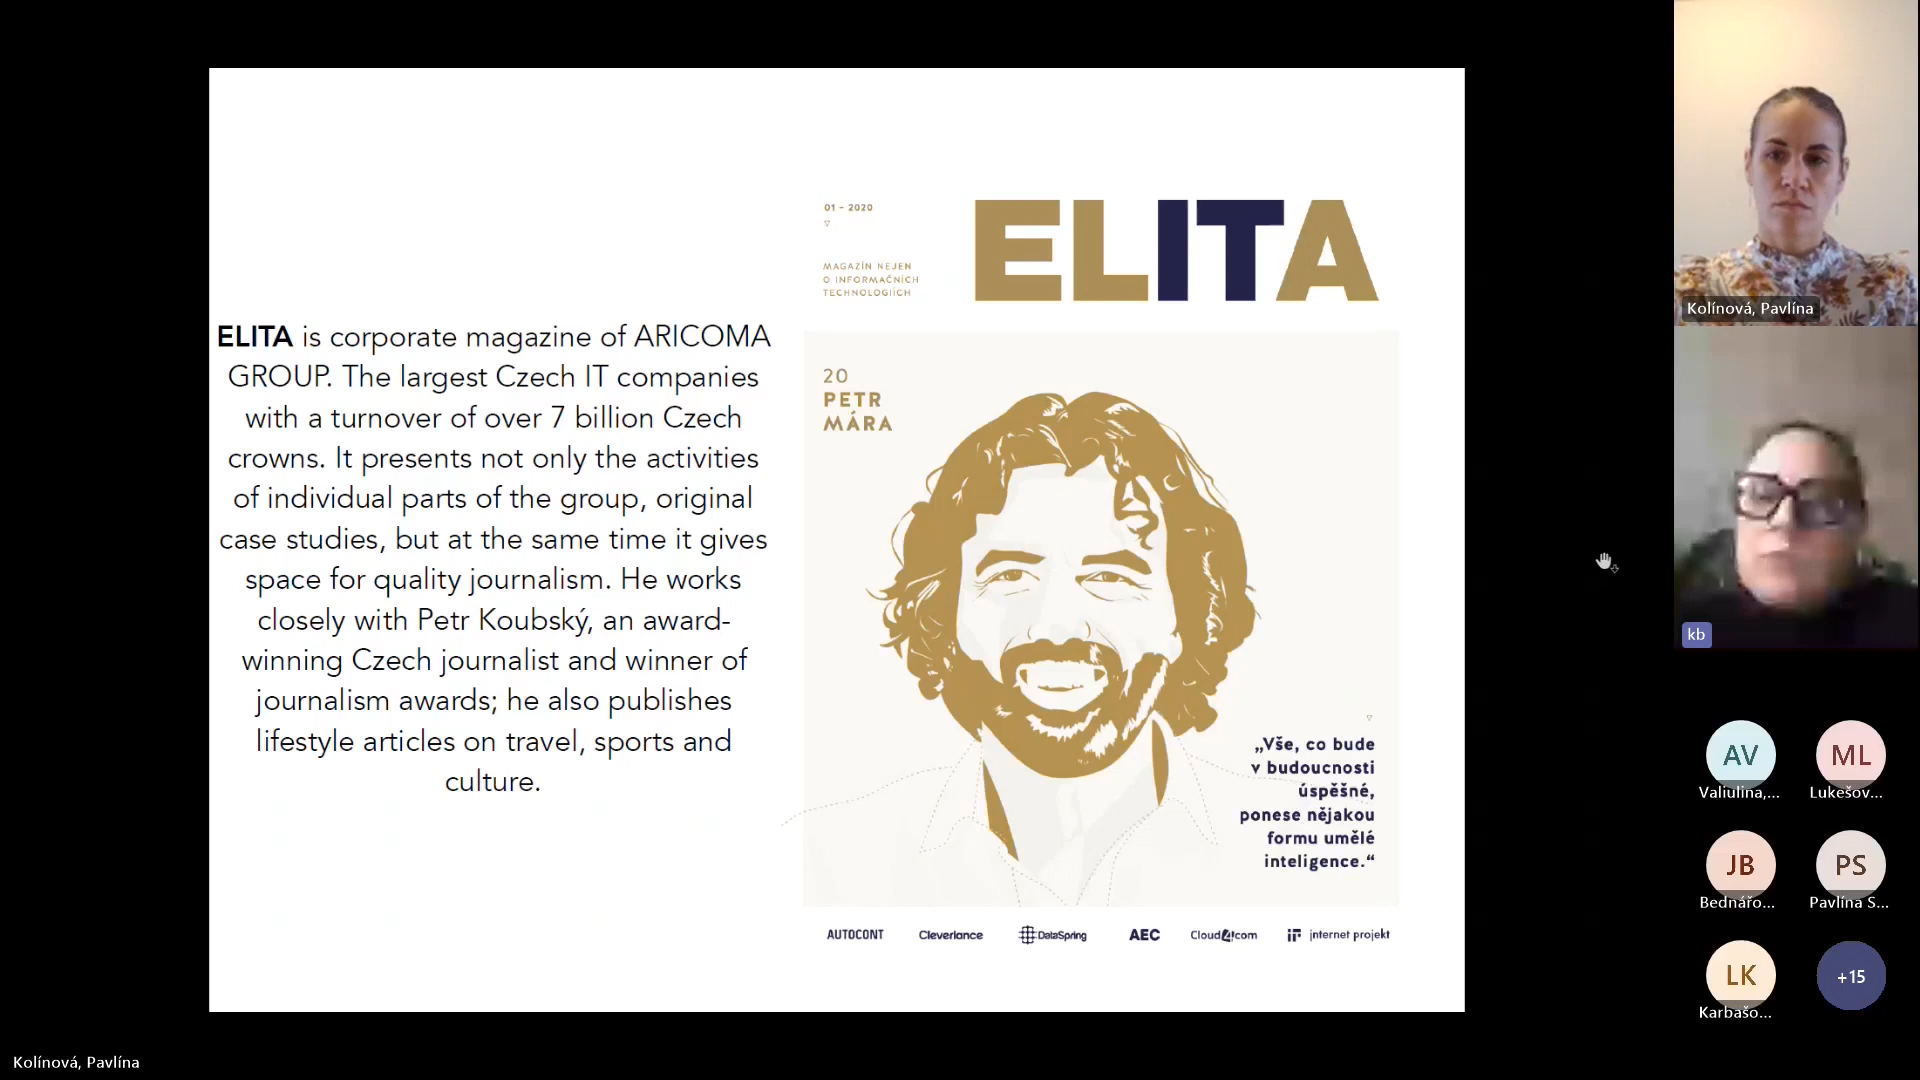 ELITA is corporate magazine of ARICOMA
GROUP. The largest Czech IT companies
with a turnover of over 7 billion Czech
crowns. It presents not only the activities
of individual parts of the group, original
case studies, but at the same time it gives
space for quality journalism. He works
closely with Petr Koubský, an award-
winning Czech journalist and winner of
journalism awards; he also publishes
lifestyle articles on travel, sports and
culture.
01 – 2020
MAGAZÍN NEJEN
O INFORMAČNÍCH
TECHNOLOGIÍCH
ELITA
20
PETR
MÁRA
„Vše, co bude
v budoucnosti
úspěšné,
ponese nějakou
formu umělé
inteligence.“
AUTOCONT
Cleverlance
DataSpring
AEC
Cloud4com
internet projekt
Kolínová, Pavlína
kb
AV
Valiulina,...
ML
Lukešov...
JB
Bednářo...
PS
Pavlína S...
LK
Karbašo...
+15
Kolínová, Pavlína